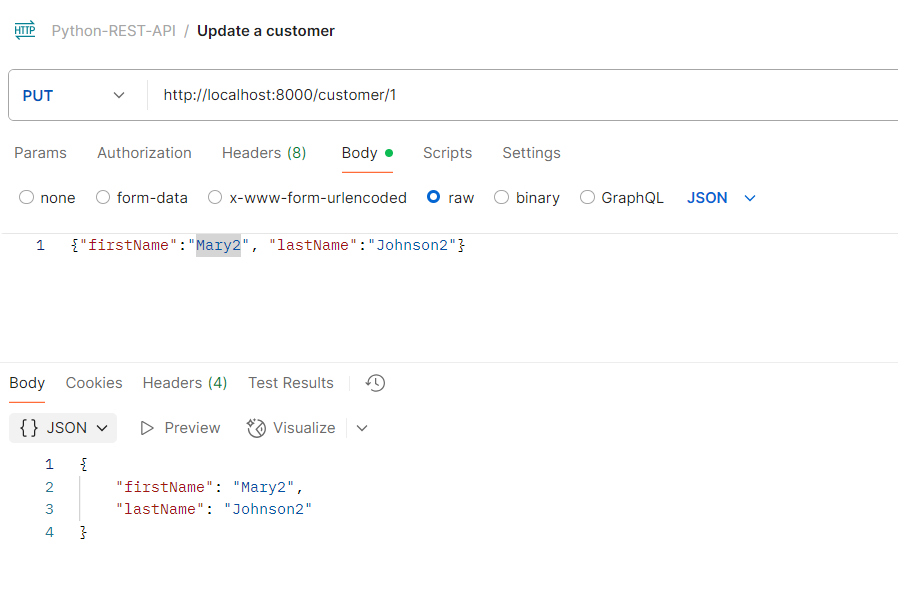 HTTP Python-REST-API / Update a customer
PUT http://localhost:8000/customer/1
Params Authorization Headers (8) Body Scripts Settings
none form-data x-www-form-urlencoded raw binary GraphQL JSON
1 {"firstName":"Mary2", "lastName":"Johnson2"}
Body Cookies Headers (4) Test Results
{} JSON Preview Visualize
1 {
2 "firstName": "Mary2",
3 "lastName": "Johnson2"
4 }